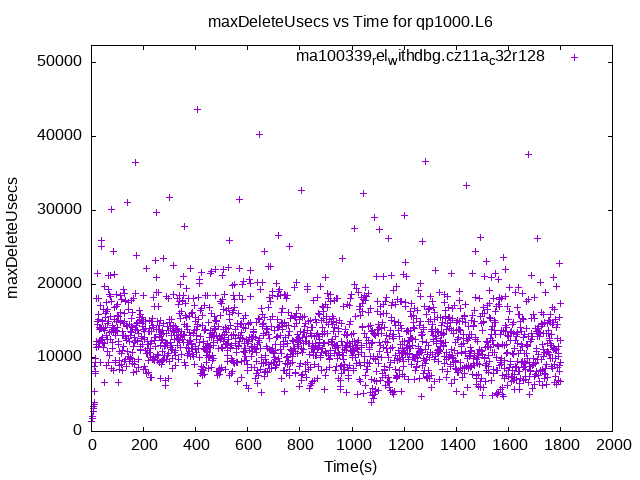 maxDeleteUsecs vs Time for qp1000.L6
ma100339relwithdbg.cz11ac32r128
50000
40000
30000
20000
10000
0
maxDeleteUsecs
0 200 400 600 800 1000 1200 1400 1600 1800 2000
Time(s)